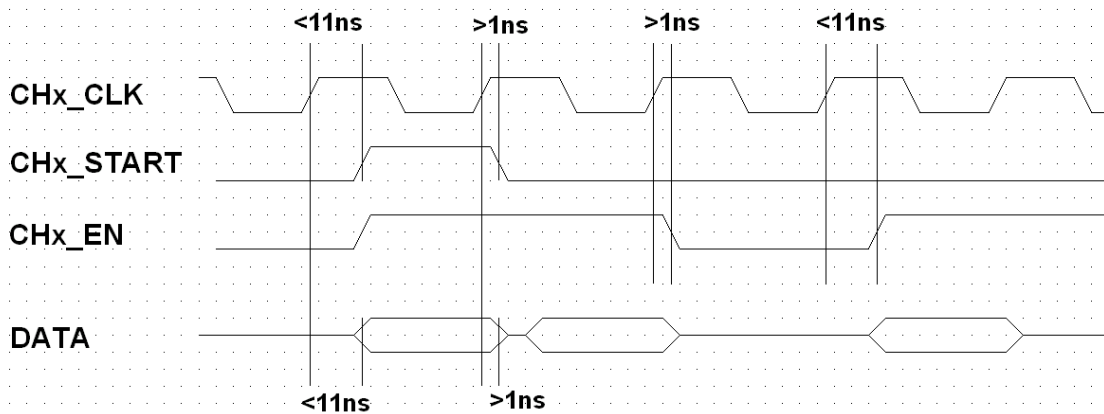 <11ns >1ns >1ns <11ns
CHx_CLK
CHx_START
CHx_EN
DATA
<11ns >1ns